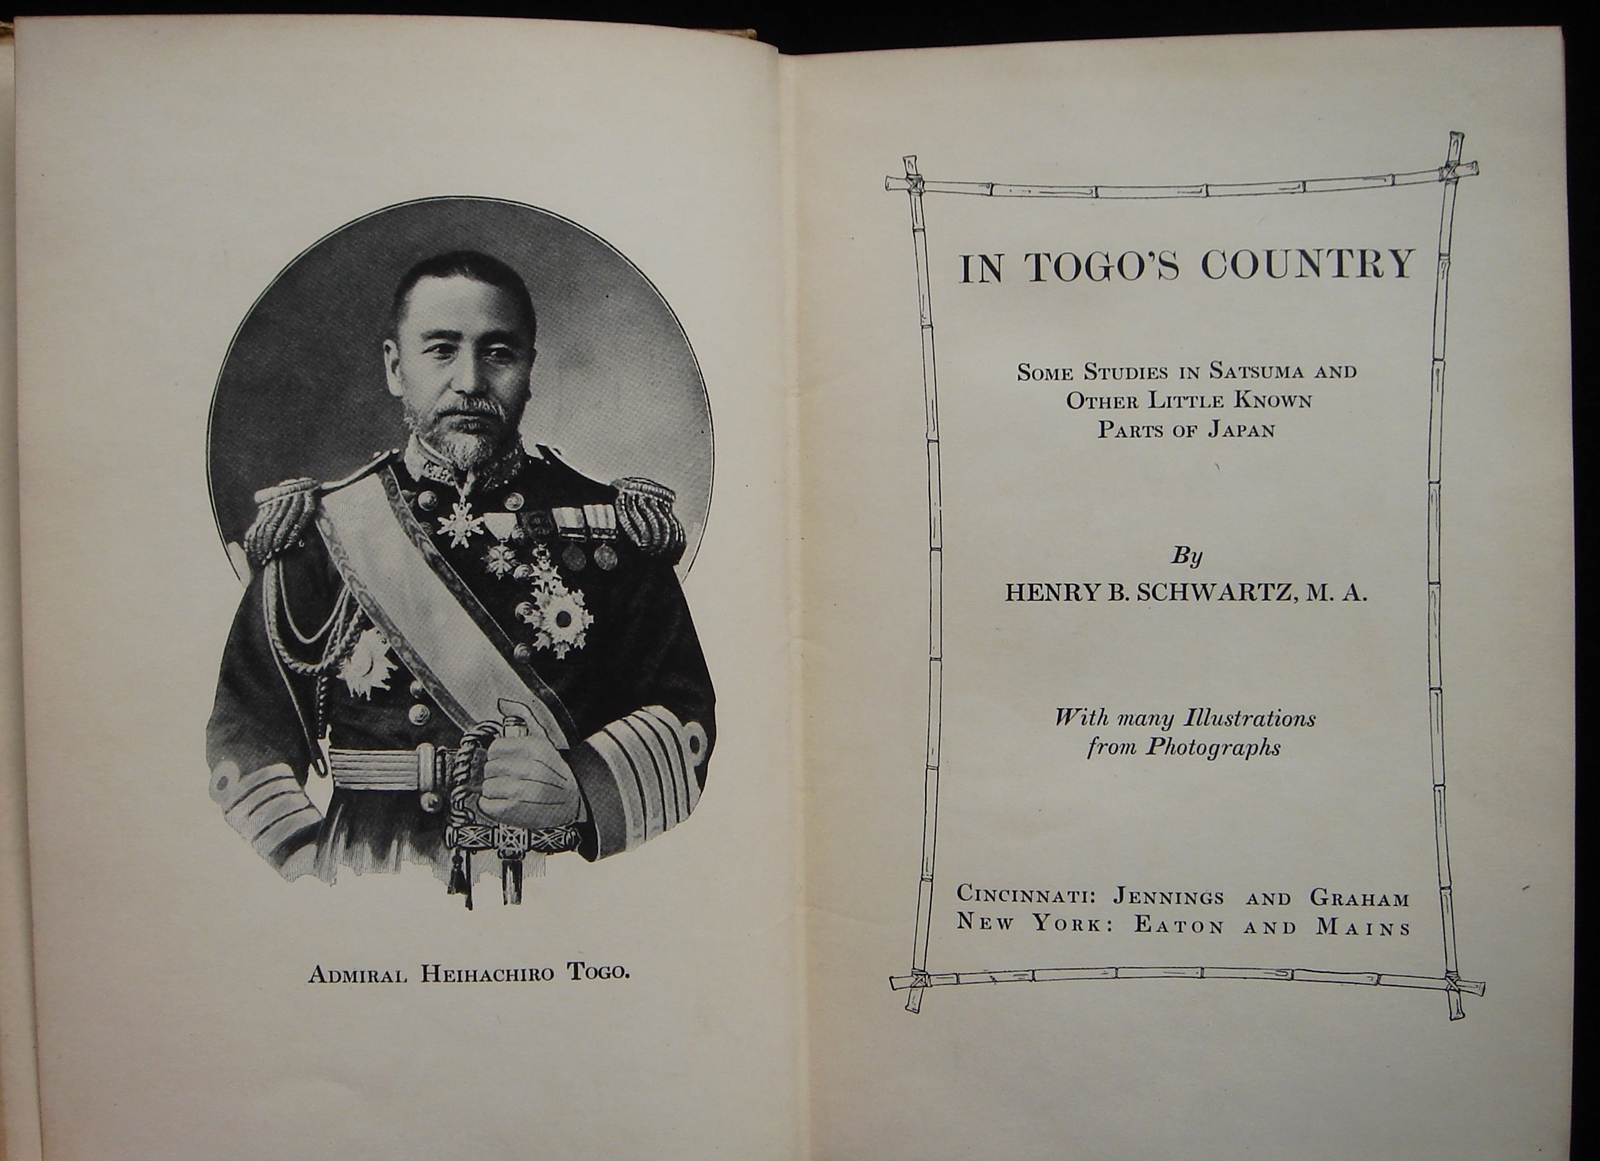 Admiral Heihachiro Togo.
IN TOGO'S COUNTRY
Some Studies in Satsuma and
Other Little Known
Parts of Japan
By
HENRY B. SCHWARTZ, M. A.
With many Illustrations
from Photographs
Cincinnati: Jennings and Graham
New York: Eaton and Mains